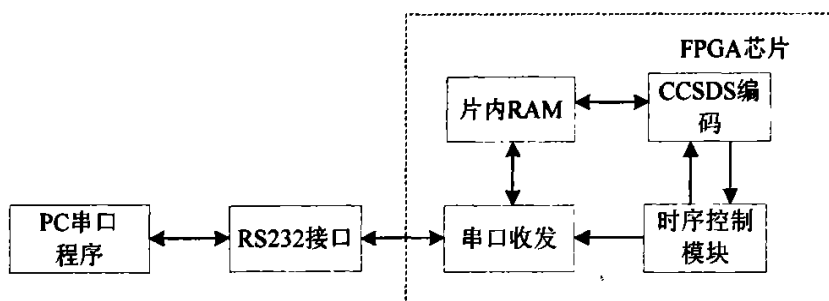 FPGA芯片
片内RAM
CCSDS编
码
PC串口
程序
RS232接口
串口收发
时序控制
模块